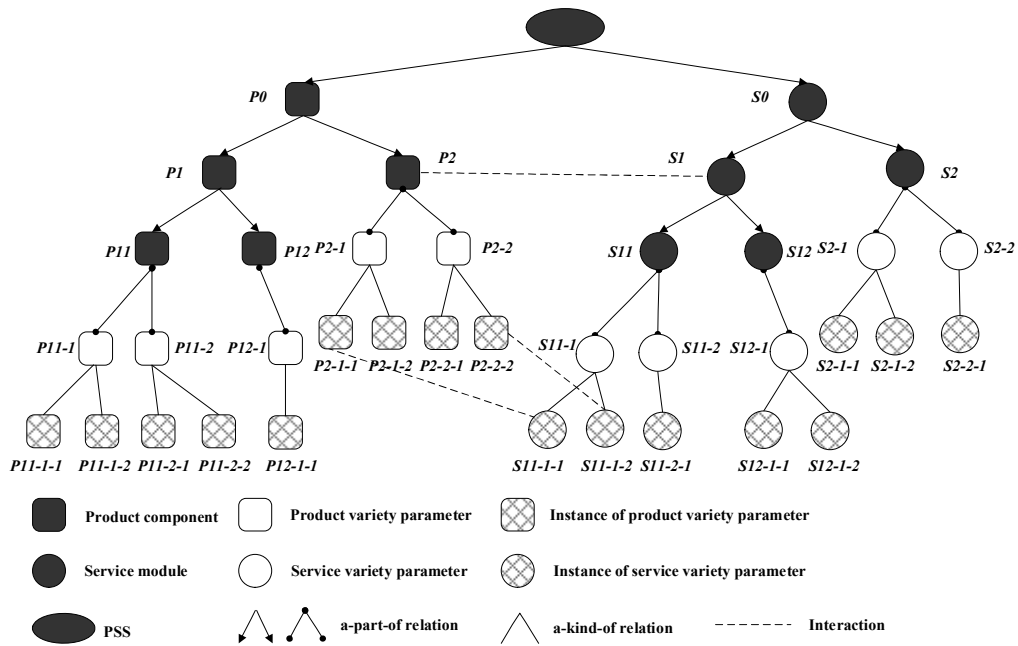 P0
S0
P1
P2
S1
S2
P11
P12
P2-1
P2-2
S11
S12
S2-1
S2-2
P11-1
P11-2
P12-1
P2-1-1
P2-1-2
P2-2-1
P2-2-2
S11-1
S11-2
S12-1
S2-1-1
S2-1-2
S2-2-1
P11-1-1
P11-1-2
P11-2-1
P11-2-2
P12-1-1
S11-1-1
S11-1-2
S11-2-1
S12-1-1
S12-1-2
Product component
Product variety parameter
Instance of product variety parameter
Service module
Service variety parameter
Instance of service variety parameter
PSS
a-part-of relation
a-kind-of relation
Interaction